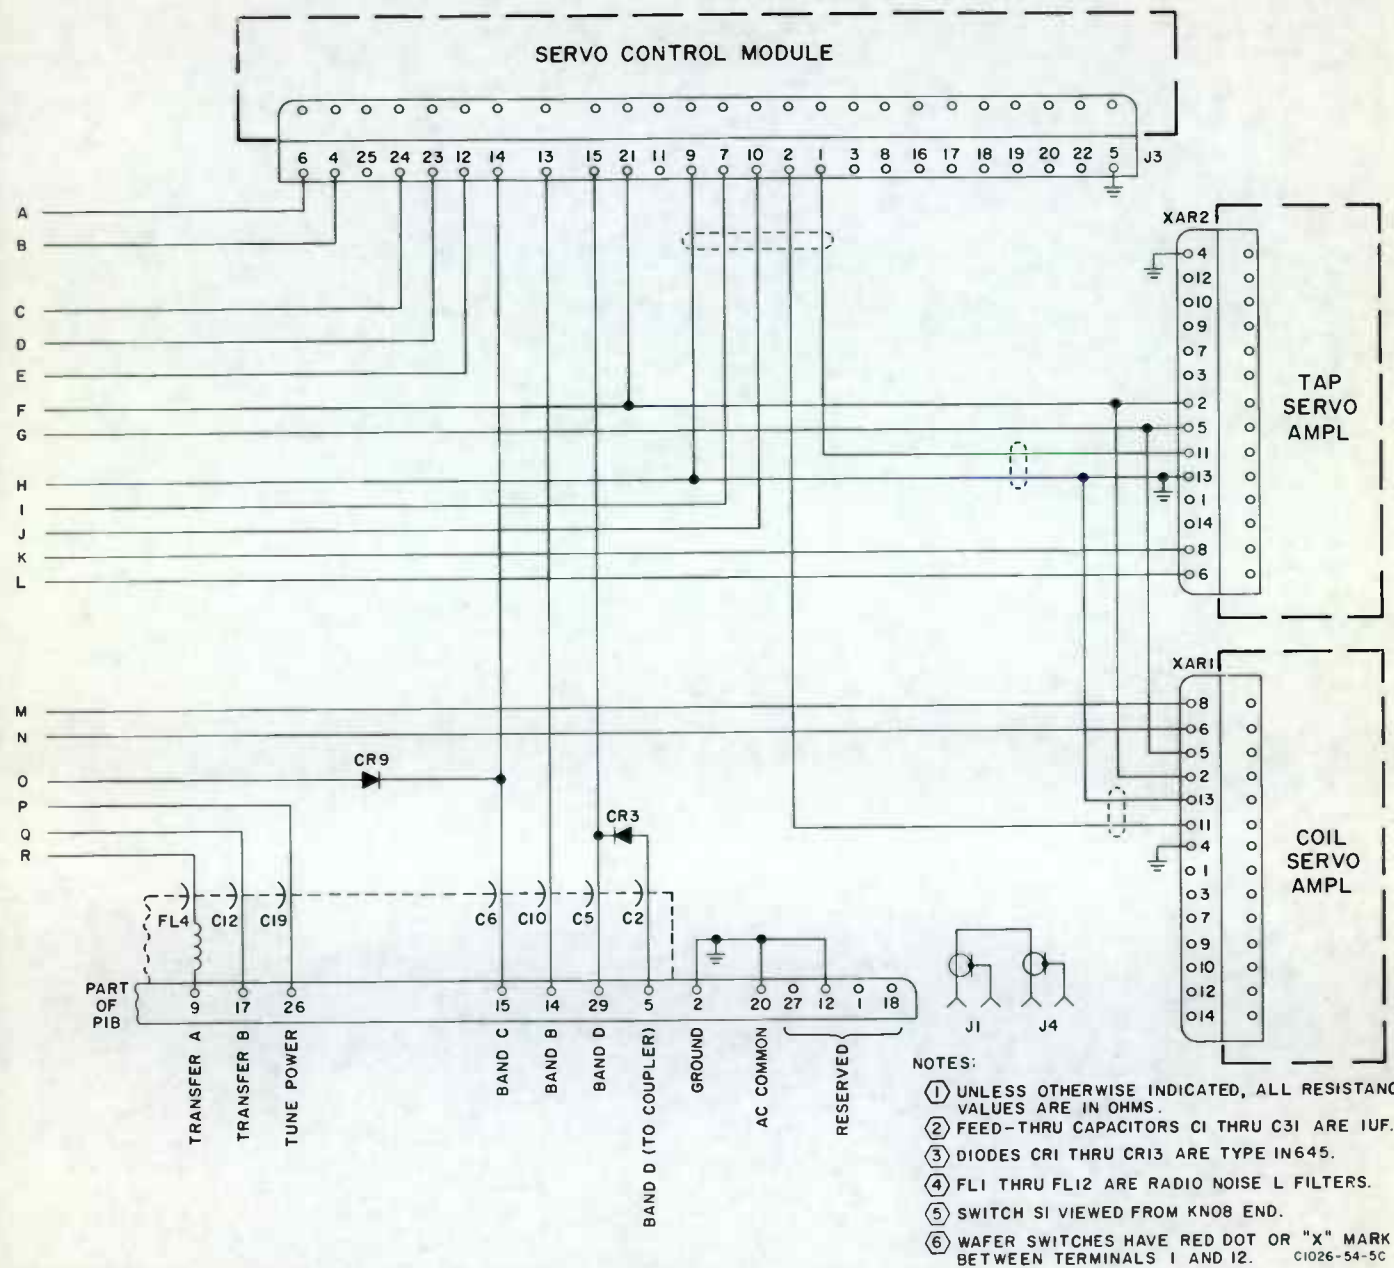 SERVO CONTROL MODULE
6 4 25 24 23 12 14 13 15 21 11 9 7 10 2 1 3 8 16 17 18 19 20 22 5 J3
A
B
C
D
E
F
G
H
I
J
K
L
M
N
O
P
Q
R
XAR2
4
12
10
9
7
3
2
5
11
13
1
14
8
6
TAP
SERVO
AMPL
XAR1
8
6
5
2
13
11
4
1
3
7
9
10
12
14
COIL
SERVO
AMPL
CR9
CR3
FL4 C12 C19 C6 C10 C5 C2
PART
OF
P1B
9 17 26 15 14 29 5 2 20 27 12 1 18
TRANSFER A
TRANSFER B
TUNE POWER
BAND C
BAND B
BAND D
BAND D (TO COUPLER)
GROUND
AC COMMON
RESERVED
J1 J4
NOTES:
1 UNLESS OTHERWISE INDICATED, ALL RESISTANC
VALUES ARE IN OHMS.
2 FEED-THRU CAPACITORS C1 THRU C31 ARE 1UF.
3 DIODES CR1 THRU CR13 ARE TYPE 1N645.
4 FL1 THRU FL12 ARE RADIO NOISE L FILTERS.
5 SWITCH S1 VIEWED FROM KNOB END.
6 WAFER SWITCHES HAVE RED DOT OR "X" MARK
BETWEEN TERMINALS 1 AND 12. C1026-54-5C